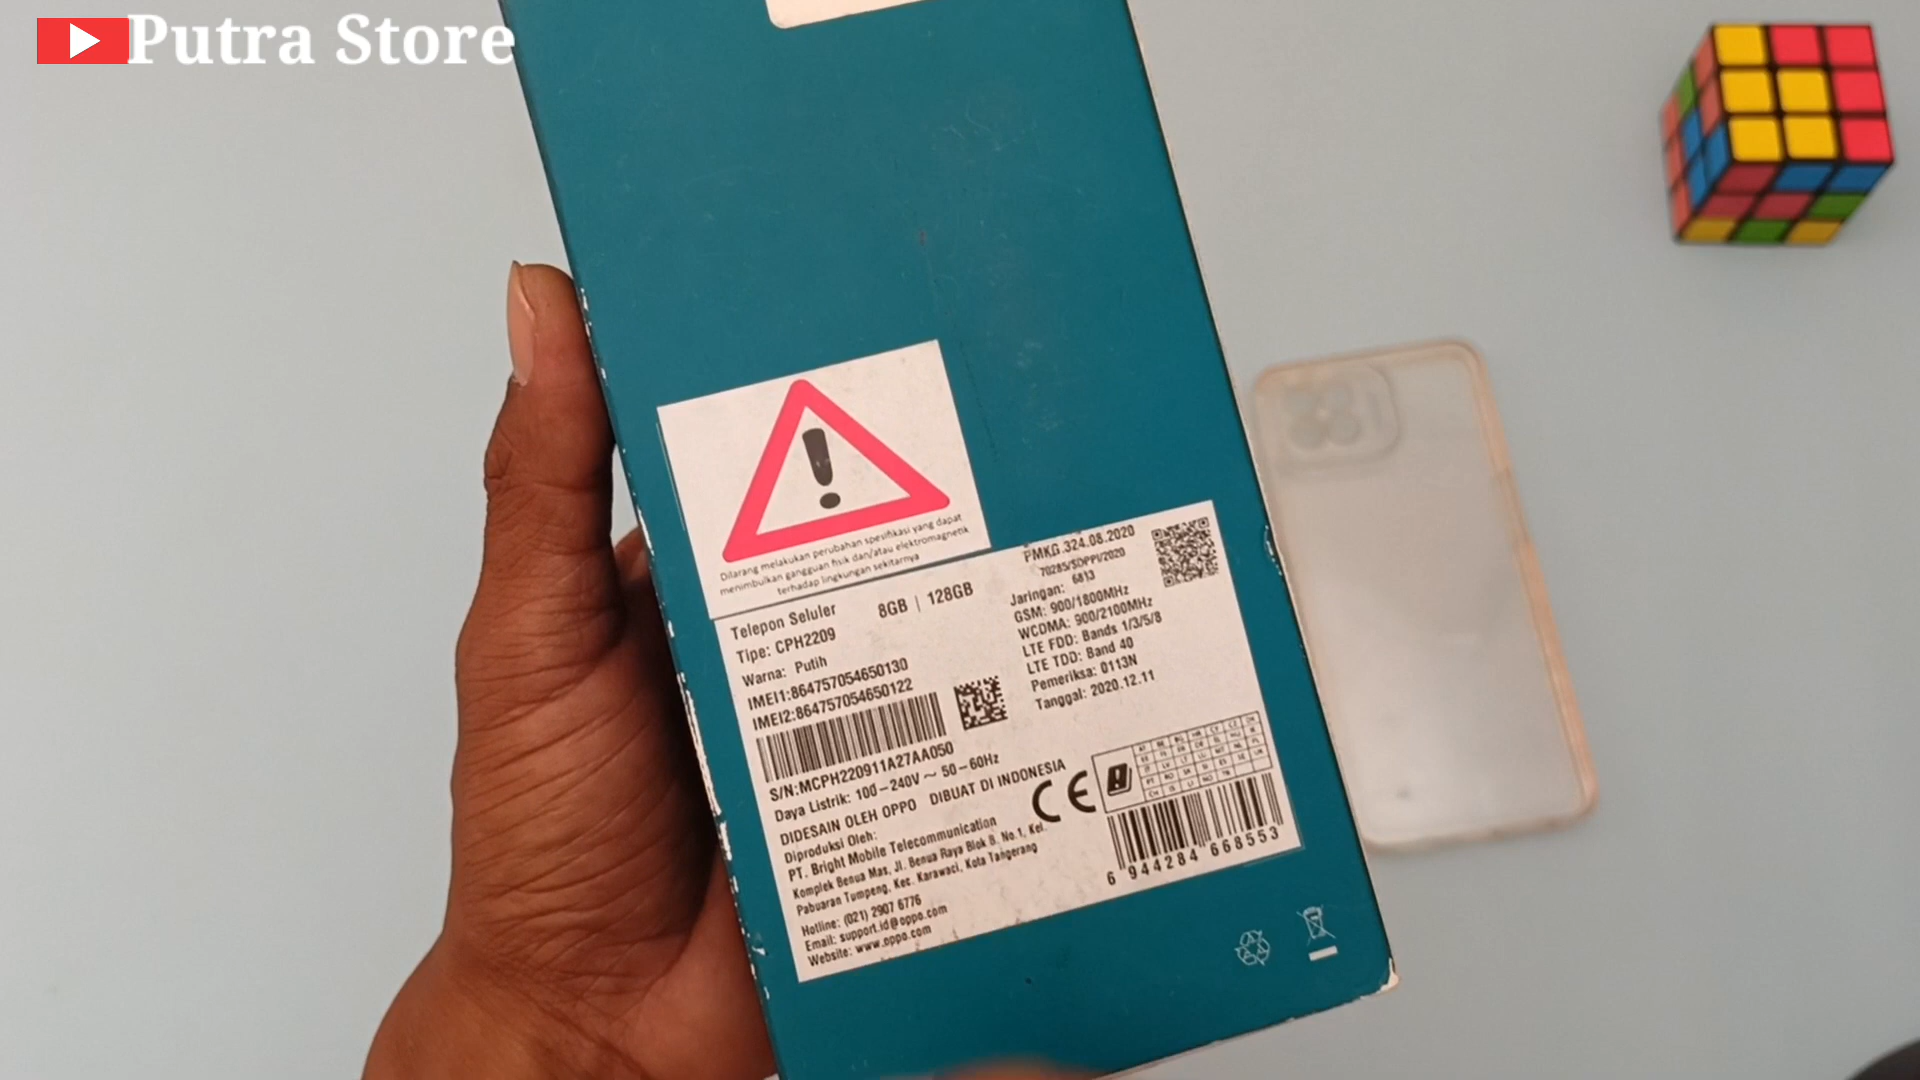 Putra Store
Dilarang melakukan perubahan spesifikasi yang dapat
menimbulkan gangguan fisik dan/atau elektromagnetik
terhadap lingkungan sekitarnya
Telepon Seluler 8GB | 128GB
Tipe: CPH2209
Warna: Putih
IMEI1:864757054650130
IMEI2:864757054650122
S/N:MCPH220911A27AA050
Daya Listrik: 100–240V ~ 50–60Hz
DIDESAIN OLEH OPPO DIBUAT DI INDONESIA
Diproduksi Oleh:
PT. Bright Mobile Telecommunication
Komplek Benua Mas, Jl. Benua Raya Blok B. No.1, Kel.
Pabuaran Tumpeng, Kec. Karawaci, Kota Tangerang
Hotline: (021) 2907 6776
Email: support.id@oppo.com
Website: www.oppo.com
PMKG.324.08.2020
70285/SDPPI/2020
6813
Jaringan:
GSM: 900/1800MHz
WCDMA: 900/2100MHz
LTE FDD: Bands 1/3/5/8
LTE TDD: Band 40
Pemeriksa: 0113N
Tanggal: 2020.12.11
CE
6 944284 668553